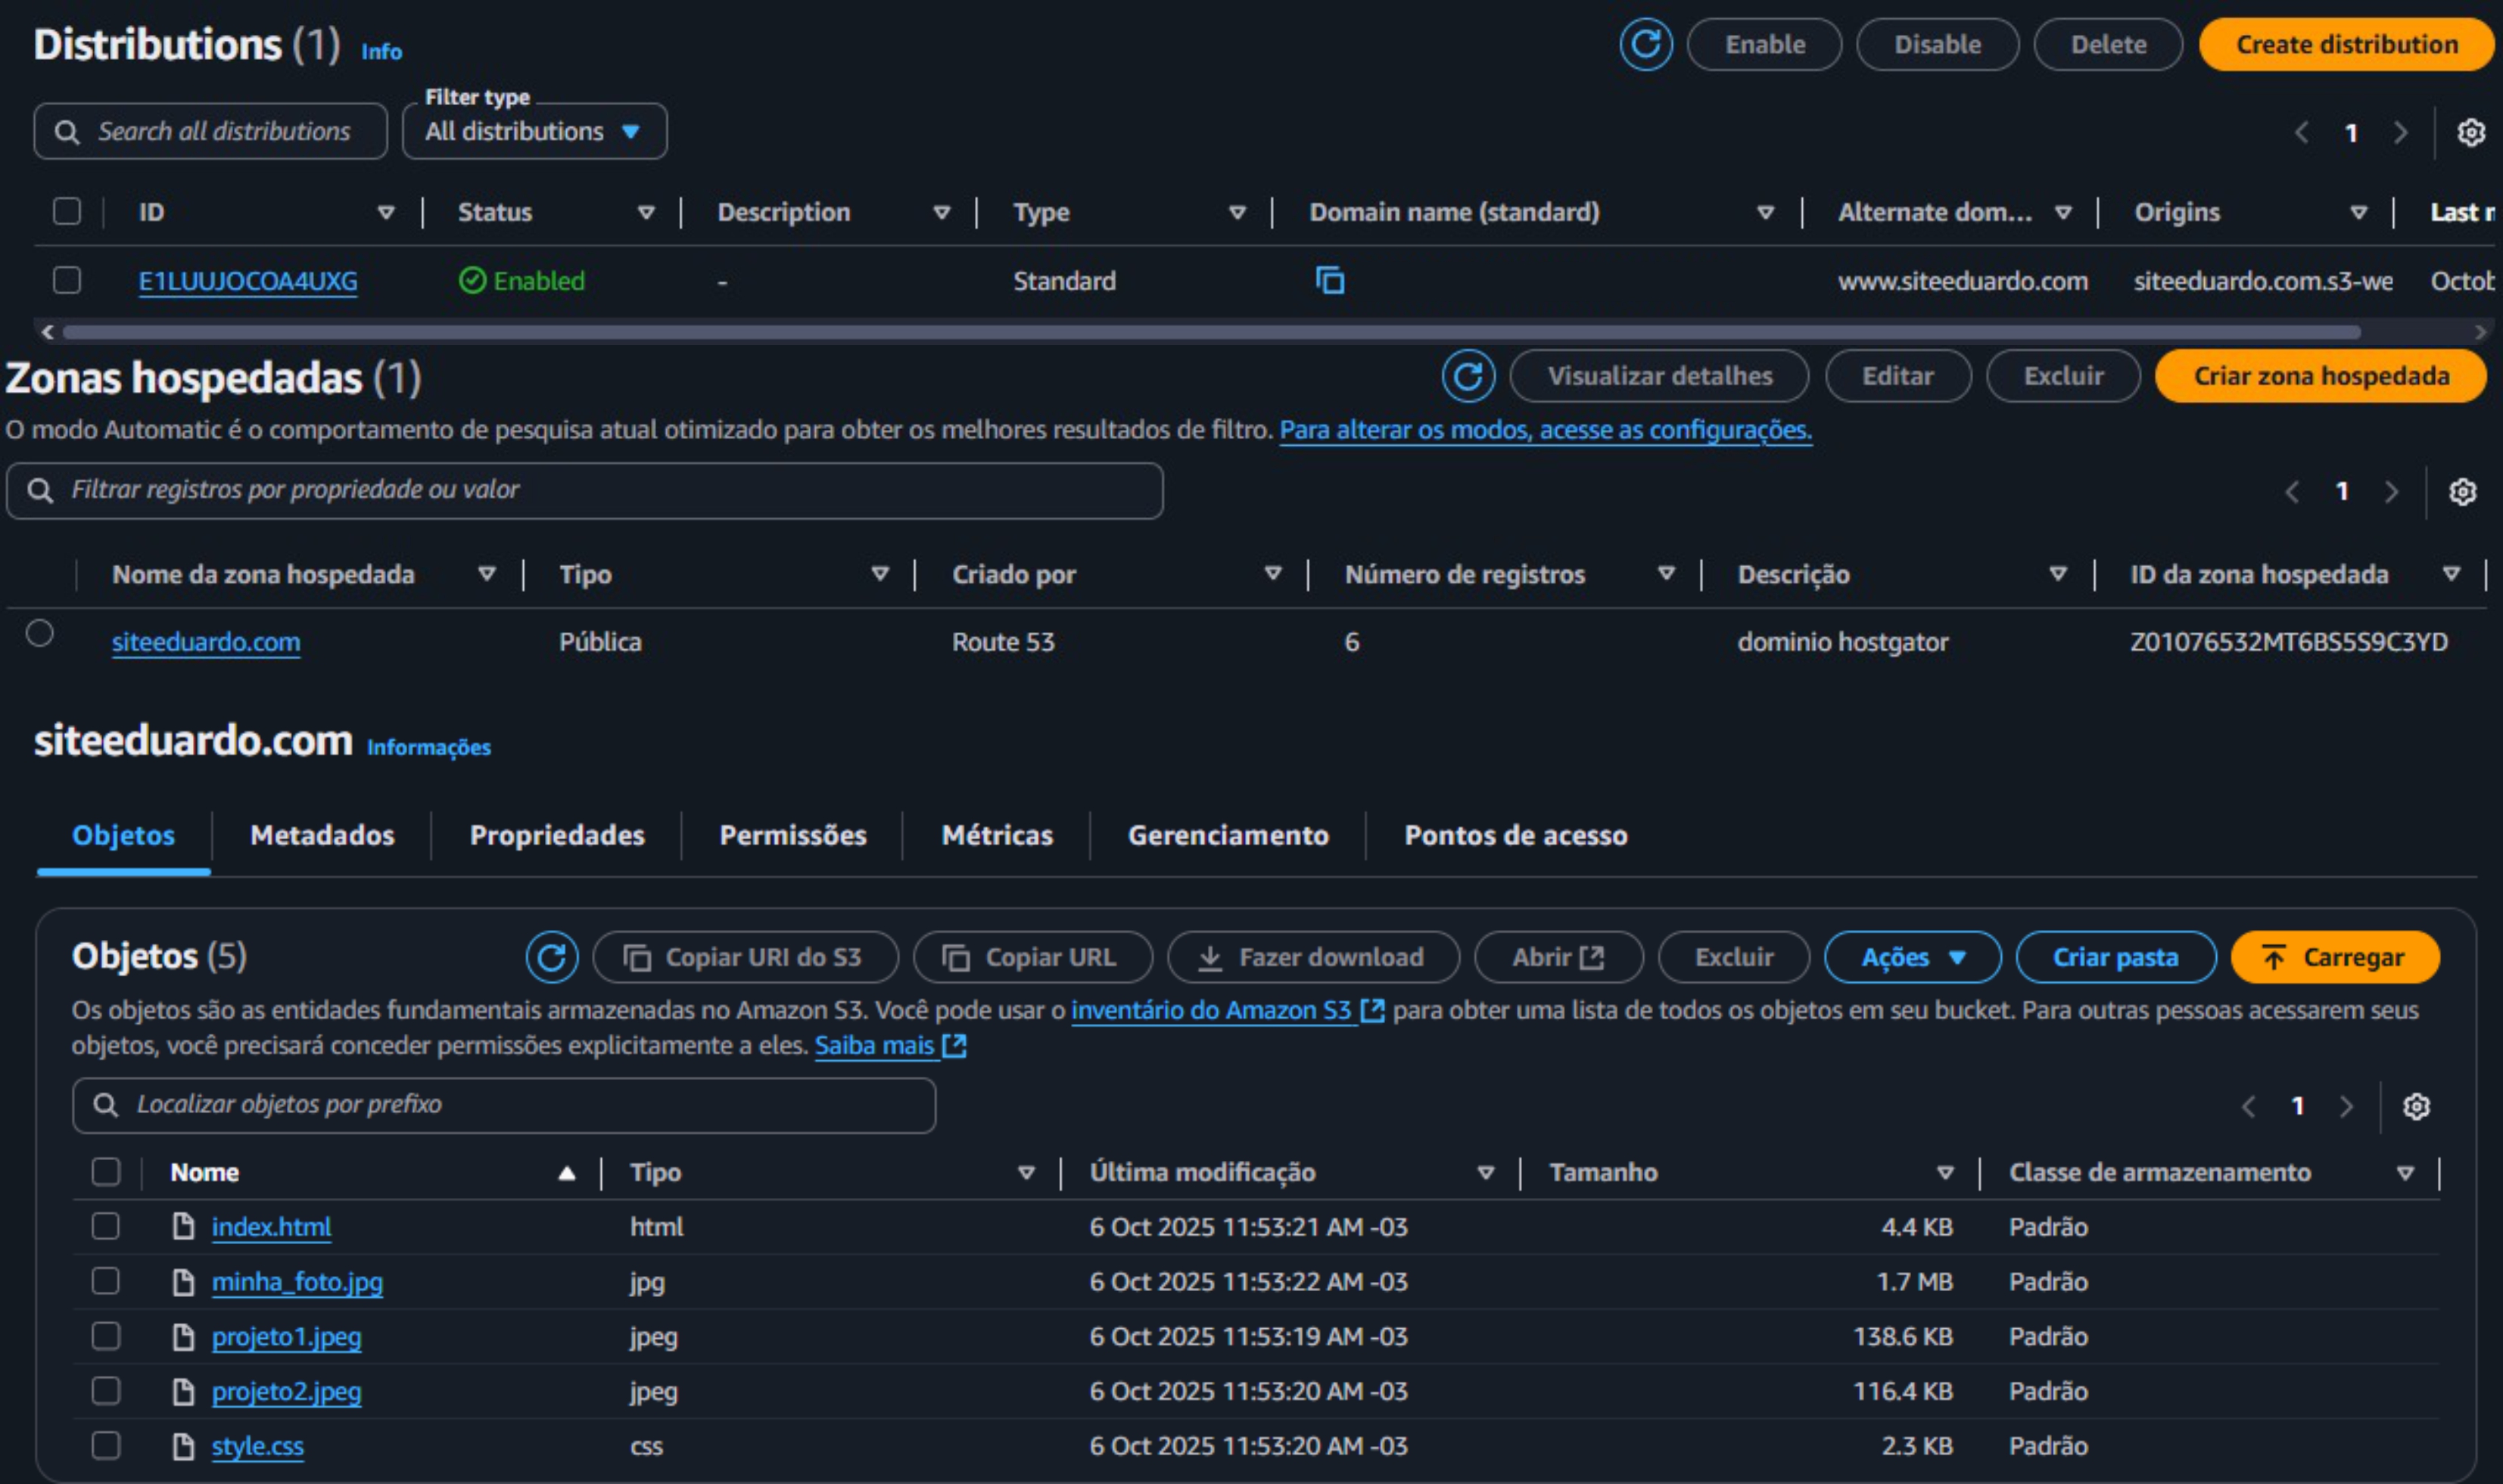 Distributions (1) Info Enable Disable Delete Create distribution
Filter type
Search all distributions All distributions 1
ID Status Description Type Domain name (standard) Alternate dom... Origins Last
E1LUUJOCOA4UXG Enabled - Standard www.siteeduardo.com siteeduardo.com.s3-we Octob
Zonas hospedadas (1) Visualizar detalhes Editar Excluir Criar zona hospedada
O modo Automatic é o comportamento de pesquisa atual otimizado para obter os melhores resultados de filtro. Para alterar os modos, acesse as configurações.
Filtrar registros por propriedade ou valor 1
Nome da zona hospedada Tipo Criado por Número de registros Descrição ID da zona hospedada
siteeduardo.com Pública Route 53 6 dominio hostgator Z01076532MT6BS5S9C3YD
siteeduardo.com Informações
Objetos Metadados Propriedades Permissões Métricas Gerenciamento Pontos de acesso
Objetos (5) Copiar URI do S3 Copiar URL Fazer download Abrir Excluir Ações Criar pasta Carregar
Os objetos são as entidades fundamentais armazenadas no Amazon S3. Você pode usar o inventário do Amazon S3 para obter uma lista de todos os objetos em seu bucket. Para outras pessoas acessarem seus
objetos, você precisará conceder permissões explicitamente a eles. Saiba mais
Localizar objetos por prefixo 1
Nome Tipo Última modificação Tamanho Classe de armazenamento
index.html html 6 Oct 2025 11:53:21 AM -03 4.4 KB Padrão
minha_foto.jpg jpg 6 Oct 2025 11:53:22 AM -03 1.7 MB Padrão
projeto1.jpeg jpeg 6 Oct 2025 11:53:19 AM -03 138.6 KB Padrão
projeto2.jpeg jpeg 6 Oct 2025 11:53:20 AM -03 116.4 KB Padrão
style.css css 6 Oct 2025 11:53:20 AM -03 2.3 KB Padrão